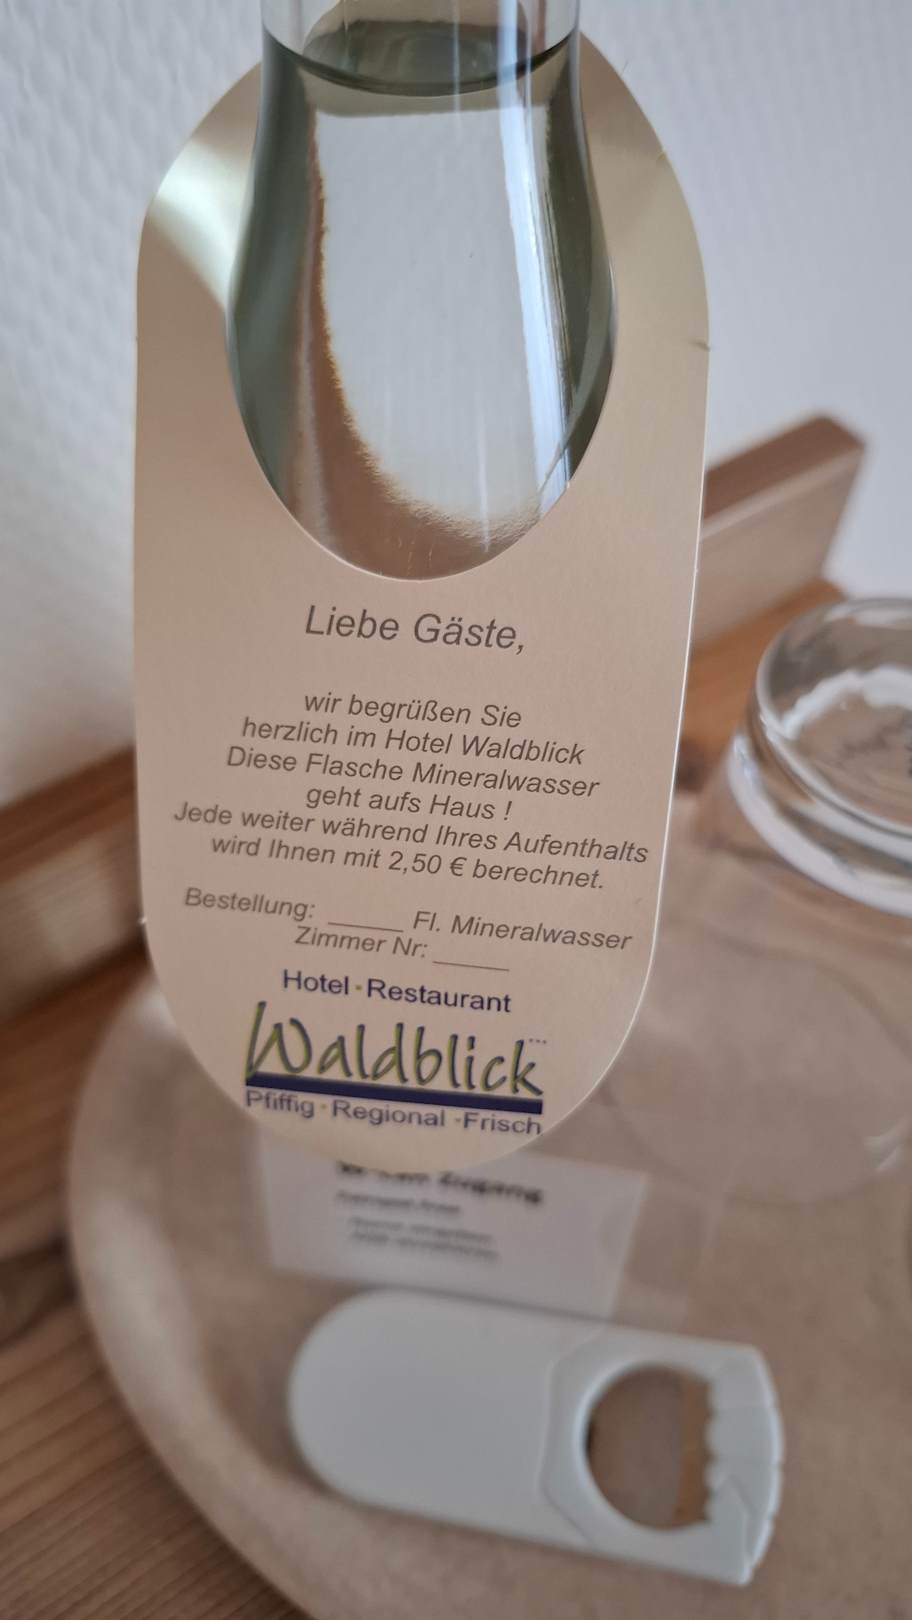 Liebe Gäste,
wir begrüßen Sie
herzlich im Hotel Waldblick
Diese Flasche Mineralwasser
geht aufs Haus !
Jede weiter während Ihres Aufenthalts
wird Ihnen mit 2,50 € berechnet.
Bestellung: _____ Fl. Mineralwasser
Zimmer Nr: _____
Hotel·Restaurant
Waldblick***
Pfiffig·Regional·Frisch